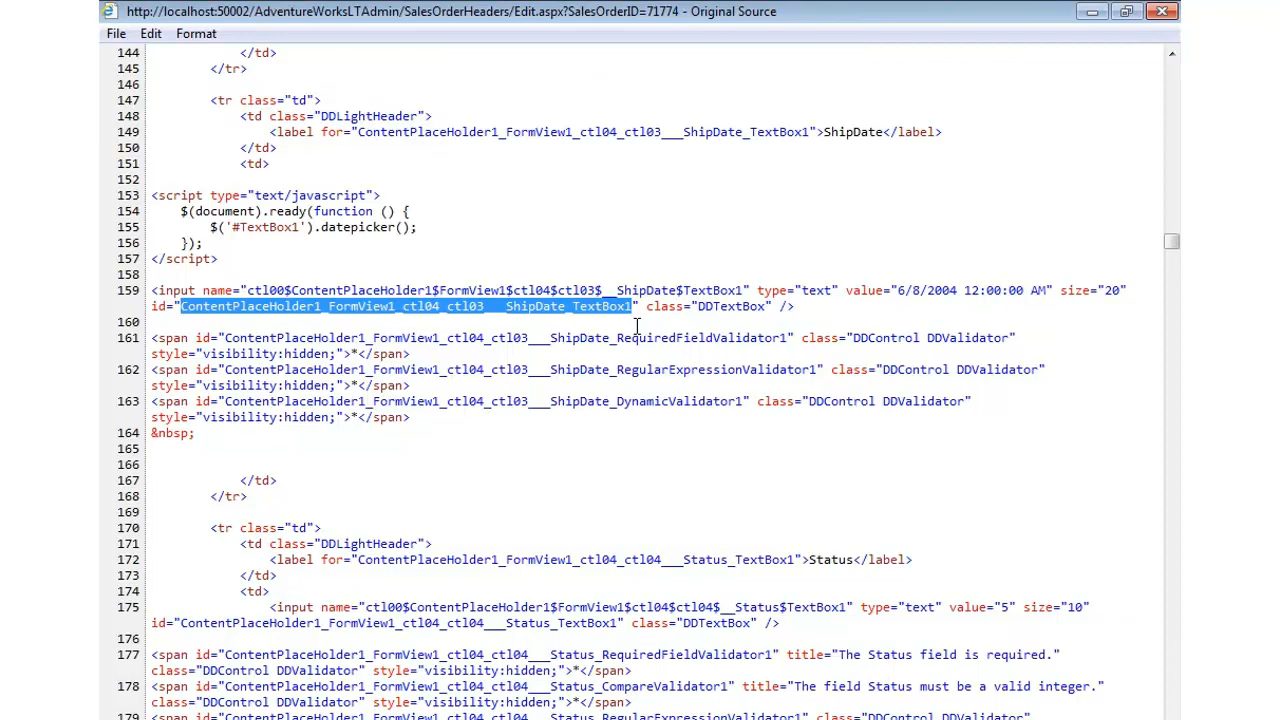 http://localhost:50002/AdventureWorksLTAdmin/SalesOrderHeaders/Edit.aspx?SalesOrderID=71774 - Original Source
File Edit Format
144 </td>
145 </tr>
146
147 <tr class="td">
148 <td class="DDLightHeader">
149 <label for="ContentPlaceHolder1_FormView1_ctl04_ctl03___ShipDate_TextBox1">ShipDate</label>
150 </td>
151 <td>
152
153 <script type="text/javascript">
154 $(document).ready(function () {
155 $('#TextBox1').datepicker();
156 });
157 </script>
158
159 <input name="ctl00$ContentPlaceHolder1$FormView1$ctl04$ctl03$__ShipDate$TextBox1" type="text" value="6/8/2004 12:00:00 AM" size="20"
id="ContentPlaceHolder1_FormView1_ctl04_ctl03___ShipDate_TextBox1" class="DDTextBox" />
160
161 <span id="ContentPlaceHolder1_FormView1_ctl04_ctl03___ShipDate_RequiredFieldValidator1" class="DDControl DDValidator"
style="visibility:hidden;">*</span>
162 <span id="ContentPlaceHolder1_FormView1_ctl04_ctl03___ShipDate_RegularExpressionValidator1" class="DDControl DDValidator"
style="visibility:hidden;">*</span>
163 <span id="ContentPlaceHolder1_FormView1_ctl04_ctl03___ShipDate_DynamicValidator1" class="DDControl DDValidator"
style="visibility:hidden;">*</span>
164 &nbsp;
165
166
167 </td>
168 </tr>
169
170 <tr class="td">
171 <td class="DDLightHeader">
172 <label for="ContentPlaceHolder1_FormView1_ctl04_ctl04___Status_TextBox1">Status</label>
173 </td>
174 <td>
175 <input name="ctl00$ContentPlaceHolder1$FormView1$ctl04$ctl04$__Status$TextBox1" type="text" value="5" size="10"
id="ContentPlaceHolder1_FormView1_ctl04_ctl04___Status_TextBox1" class="DDTextBox" />
176
177 <span id="ContentPlaceHolder1_FormView1_ctl04_ctl04___Status_RequiredFieldValidator1" title="The Status field is required."
class="DDControl DDValidator" style="visibility:hidden;">*</span>
178 <span id="ContentPlaceHolder1_FormView1_ctl04_ctl04___Status_CompareValidator1" title="The field Status must be a valid integer."
class="DDControl DDValidator" style="visibility:hidden;">*</span>
179 <span id="ContentPlaceHolder1_FormView1_ctl04_ctl04___Status_RegularExpressionValidator1" class="DDControl DDValidator"